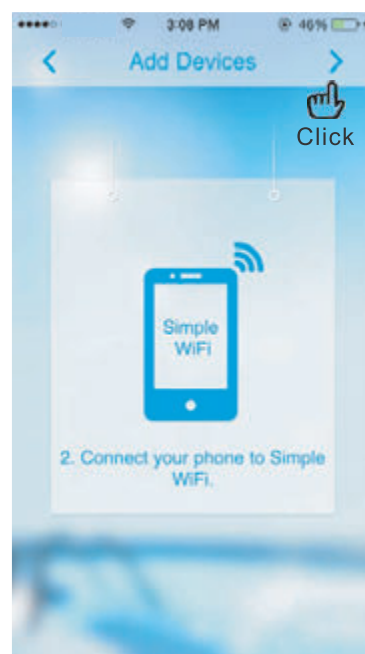 3:08 PM
46%
Add Devices
Click
Simple
WiFi
2. Connect your phone to Simple
WiFi.